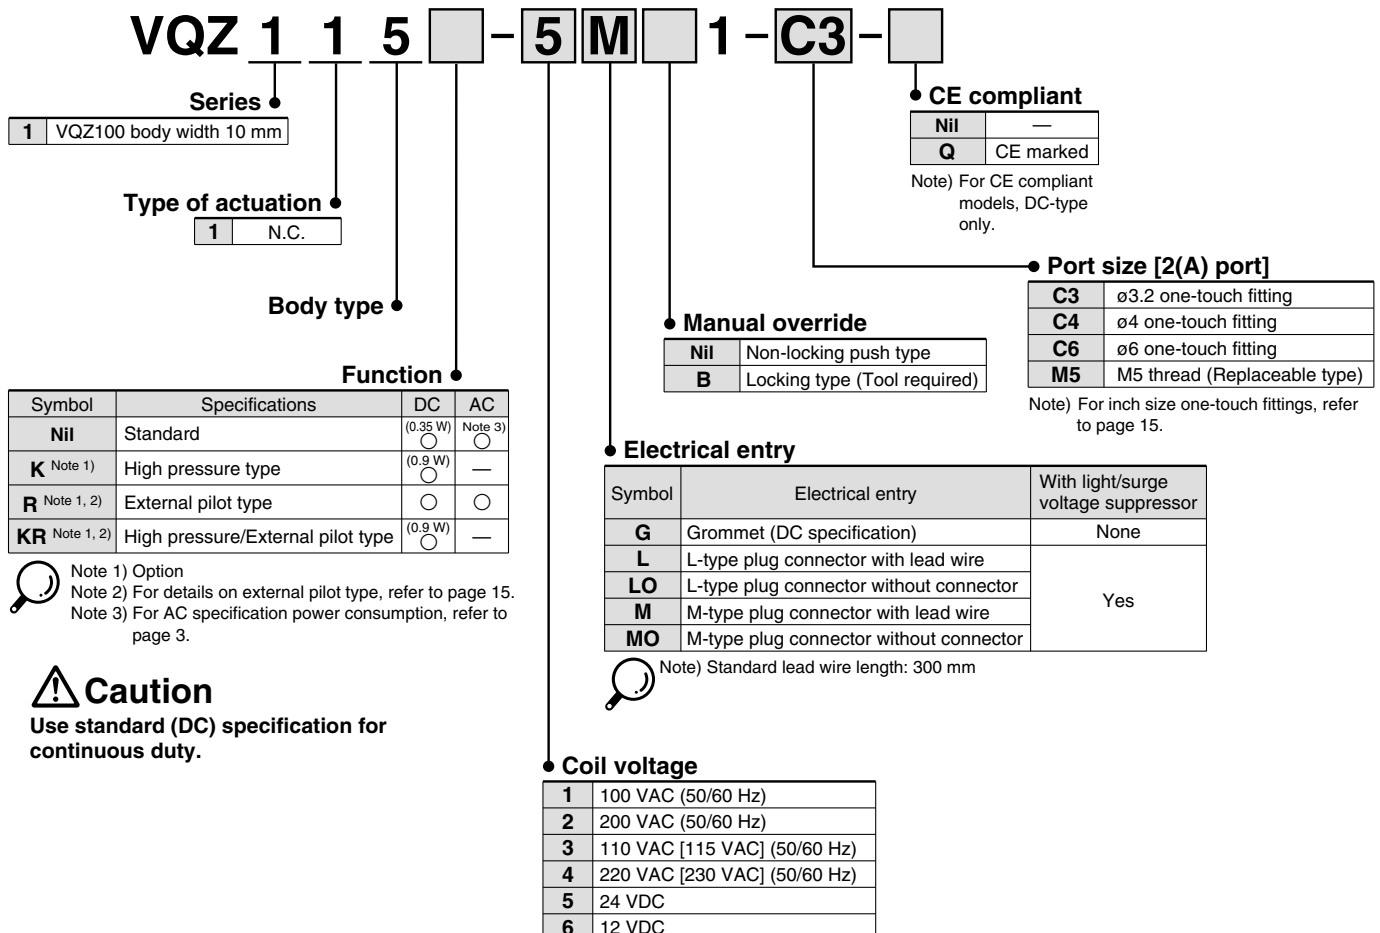 VQZ 1 1 5 - 5 M 1 - C3 -
Series
1 VQZ100 body width 10 mm
Type of actuation
1 N.C.
Body type
Function
Symbol Specifications DC AC
Nil Standard (0.35 W) ○ Note 3) ○
K Note 1) High pressure type (0.9 W) ○ —
R Note 1, 2) External pilot type ○ ○
KR Note 1, 2) High pressure/External pilot type (0.9 W) ○ —
Note 1) Option
Note 2) For details on external pilot type, refer to page 15.
Note 3) For AC specification power consumption, refer to
page 3.
Caution
Use standard (DC) specification for
continuous duty.
CE compliant
Nil —
Q CE marked
Note) For CE compliant
models, DC-type
only.
Port size [2(A) port]
C3 ø3.2 one-touch fitting
C4 ø4 one-touch fitting
C6 ø6 one-touch fitting
M5 M5 thread (Replaceable type)
Note) For inch size one-touch fittings, refer
to page 15.
Manual override
Nil Non-locking push type
B Locking type (Tool required)
Electrical entry
Symbol Electrical entry With light/surge
voltage suppressor
G Grommet (DC specification) None
L L-type plug connector with lead wire
LO L-type plug connector without connector
Yes
M M-type plug connector with lead wire
MO M-type plug connector without connector
Note) Standard lead wire length: 300 mm
Coil voltage
1 100 VAC (50/60 Hz)
2 200 VAC (50/60 Hz)
3 110 VAC [115 VAC] (50/60 Hz)
4 220 VAC [230 VAC] (50/60 Hz)
5 24 VDC
6 12 VDC